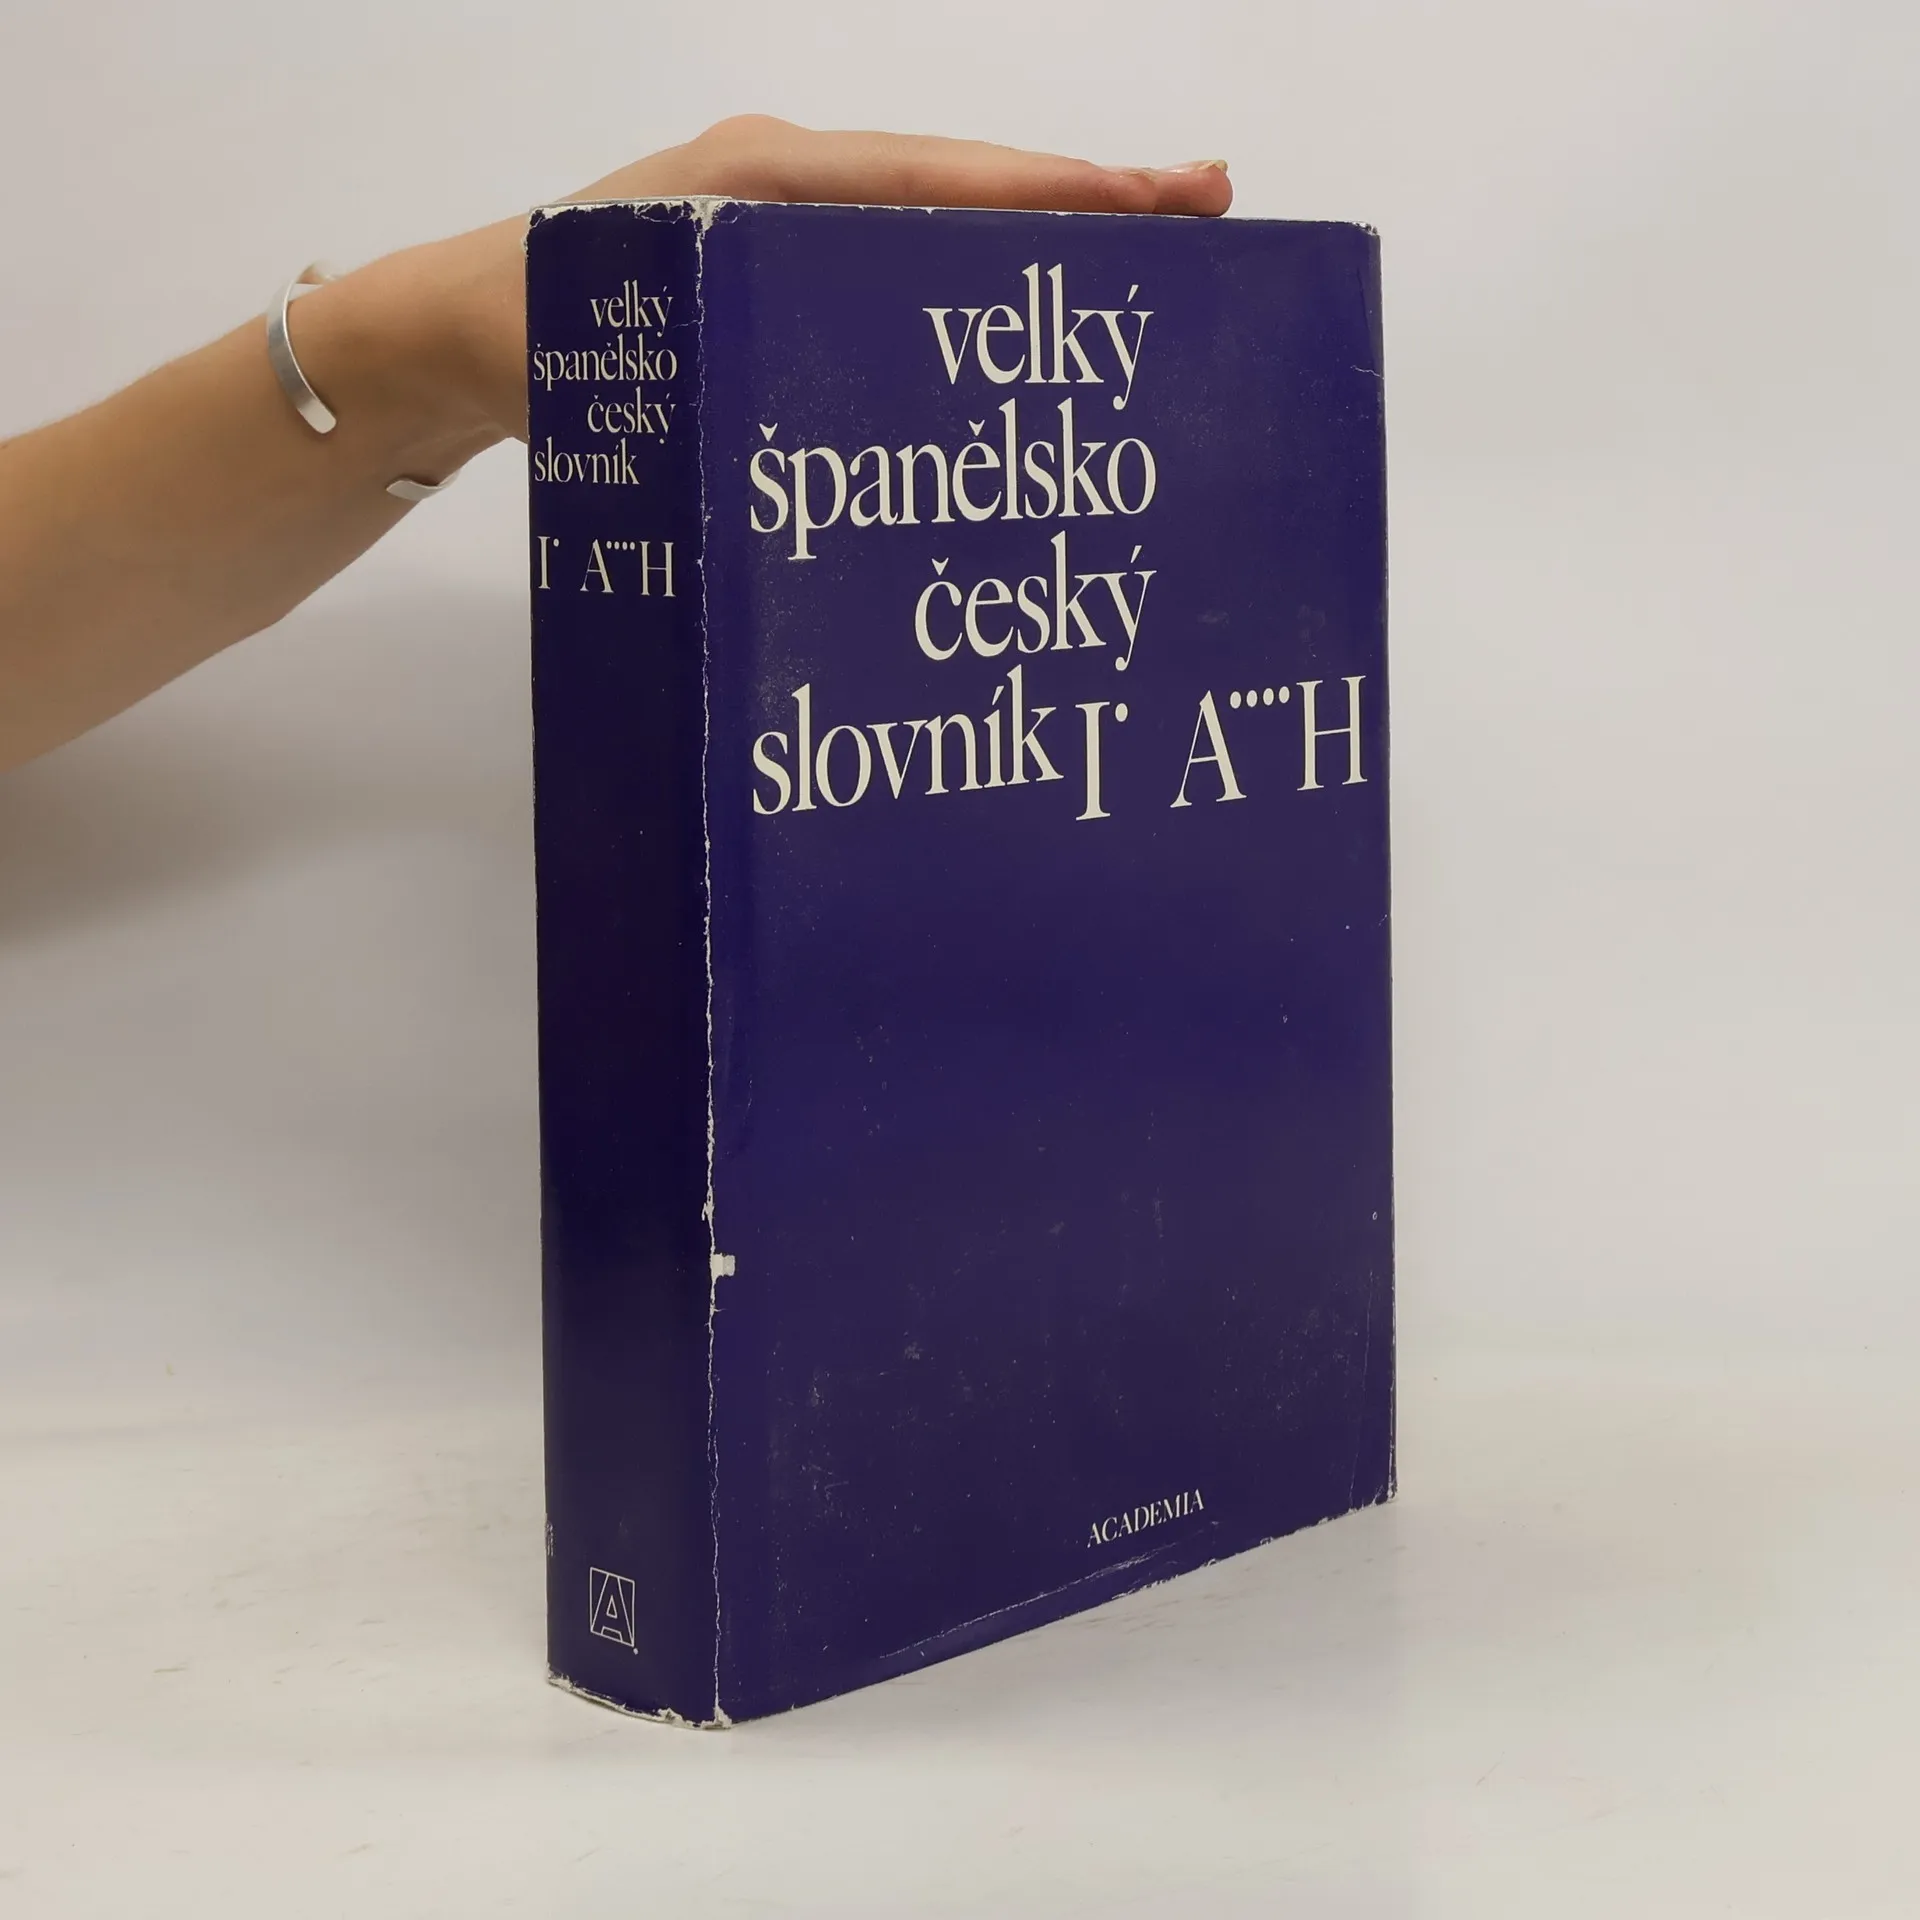 velký
španělsko
český
slovník
I· A····H
velký
španělsko
český
slovník I· A····H
ACADEMIA
A